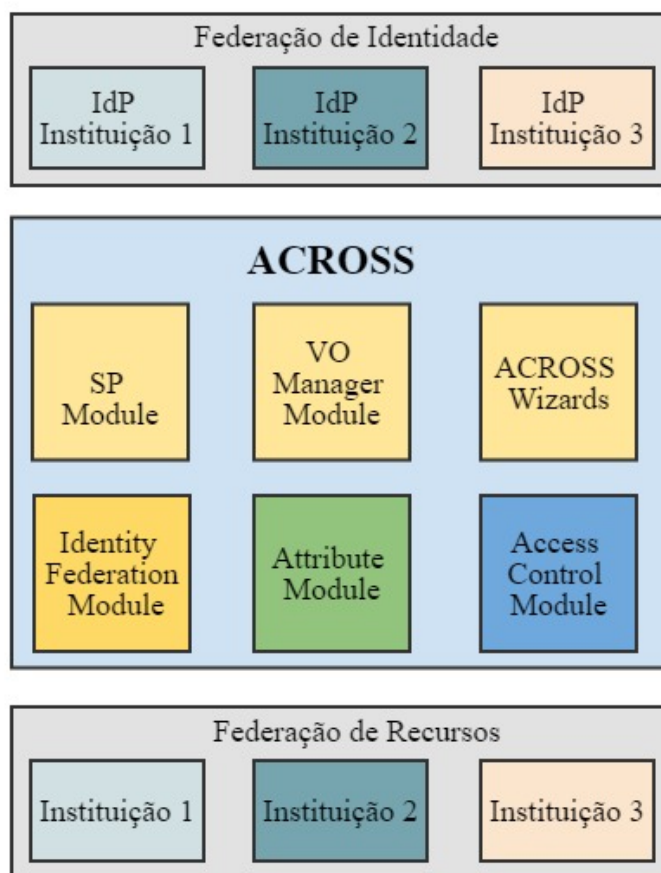 Federação de Identidade
IdP
Instituição 1
IdP
Instituição 2
IdP
Instituição 3
ACROSS
SP
Module
VO
Manager
Module
ACROSS
Wizards
Identity
Federation
Module
Attribute
Module
Access
Control
Module
Federação de Recursos
Instituição 1
Instituição 2
Instituição 3